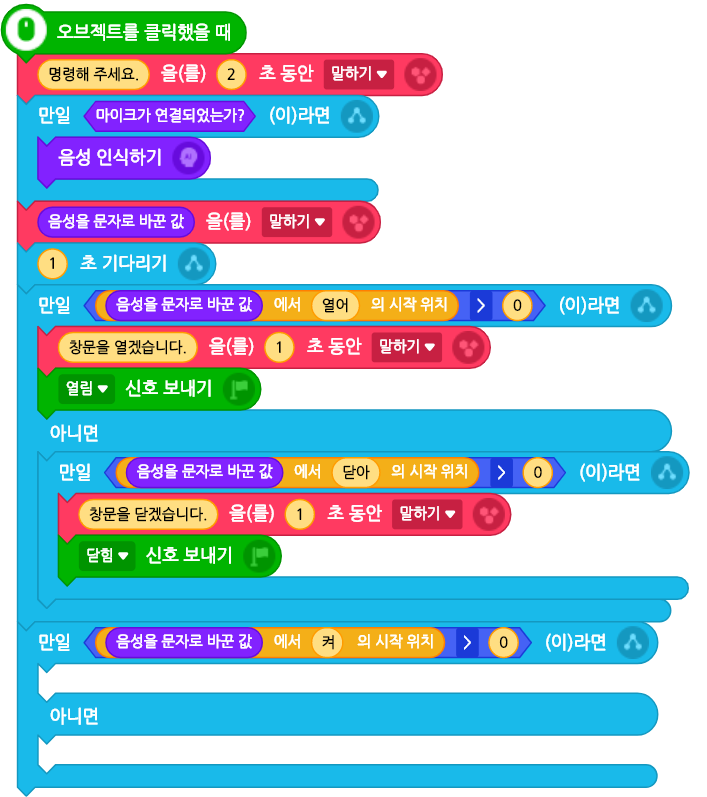 오브젝트를 클릭했을 때
명령해 주세요. 을(를) 2 초 동안 말하기
만일 마이크가 연결되었는가? (이)라면
음성 인식하기
음성을 문자로 바꾼 값 을(를) 말하기
1 초 기다리기
만일 음성을 문자로 바꾼 값 에서 열어 의 시작 위치 > 0 (이)라면
창문을 열겠습니다. 을(를) 1 초 동안 말하기
열림 신호 보내기
아니면
만일 음성을 문자로 바꾼 값 에서 닫아 의 시작 위치 > 0 (이)라면
창문을 닫겠습니다. 을(를) 1 초 동안 말하기
닫힘 신호 보내기
만일 음성을 문자로 바꾼 값 에서 켜 의 시작 위치 > 0 (이)라면
아니면